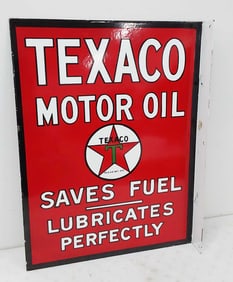 TEXACO
MOTOR OIL
TEXACO
T
SAVES FUEL
LUBRICATES
PERFECTLY